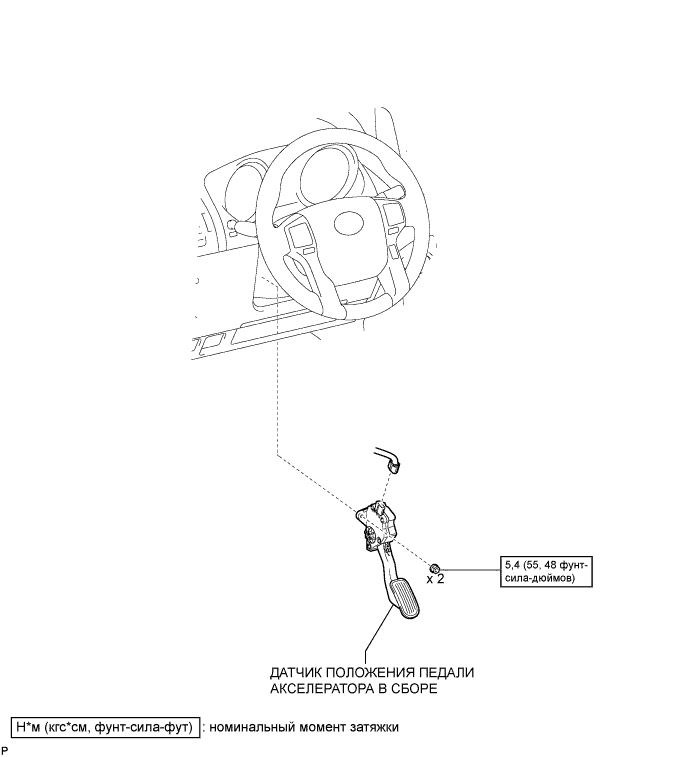 x 2
5,4 (55, 48 фунт-
сила-дюймов)
ДАТЧИК ПОЛОЖЕНИЯ ПЕДАЛИ
АКСЕЛЕРАТОРА В СБОРЕ
Н*м (кгс*см, фунт-сила-фут) : номинальный момент затяжки
P